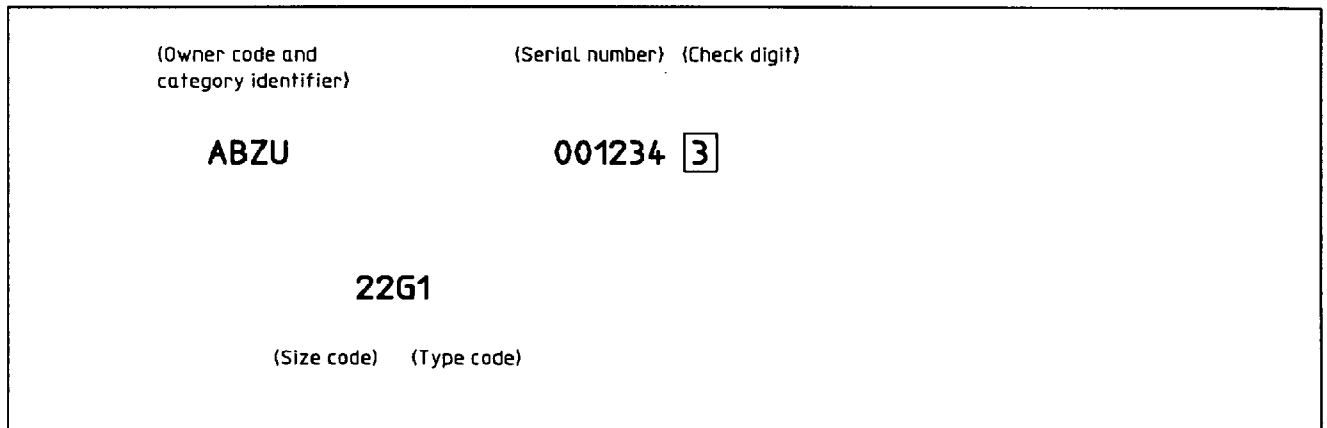 (Owner code and (Serial number) (Check digit)
category identifier)
ABZU 001234 3
22G1
(Size code) (Type code)